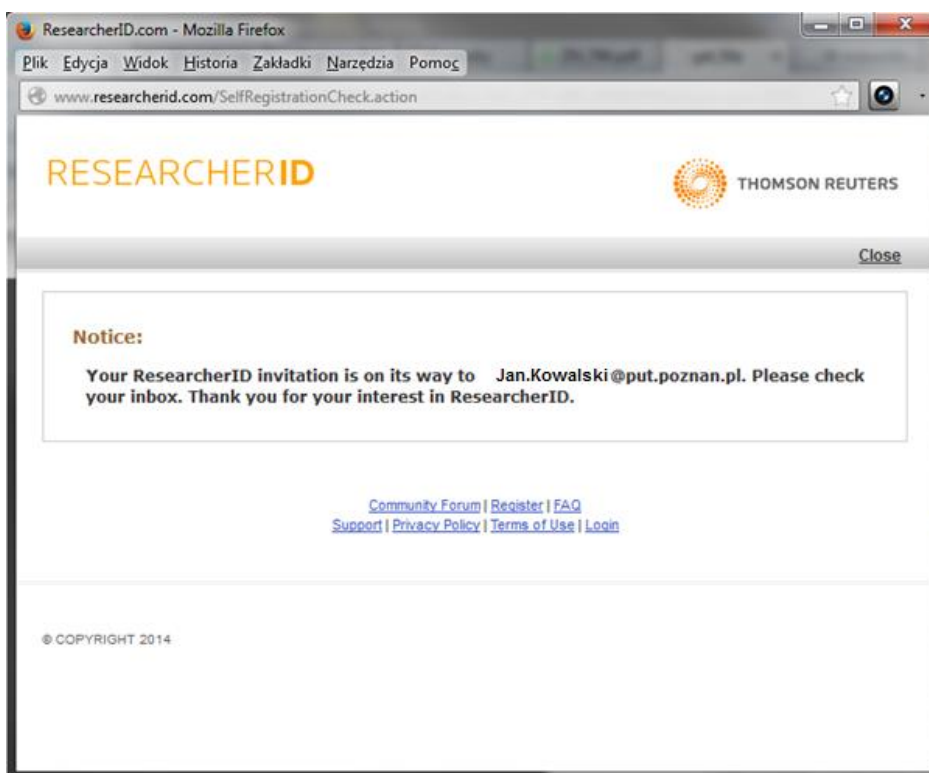 ResearcherID.com - Mozilla Firefox
Plik Edycja Widok Historia Zakładki Narzędzia Pomoc
www.researcherid.com/SelfRegistrationCheck.action
RESEARCHERID
THOMSON REUTERS
Close
Notice:
Your ResearcherID invitation is on its way to Jan.Kowalski@put.poznan.pl. Please check
your inbox. Thank you for your interest in ResearcherID.
Community Forum | Register | FAQ
Support | Privacy Policy | Terms of Use | Login
© COPYRIGHT 2014